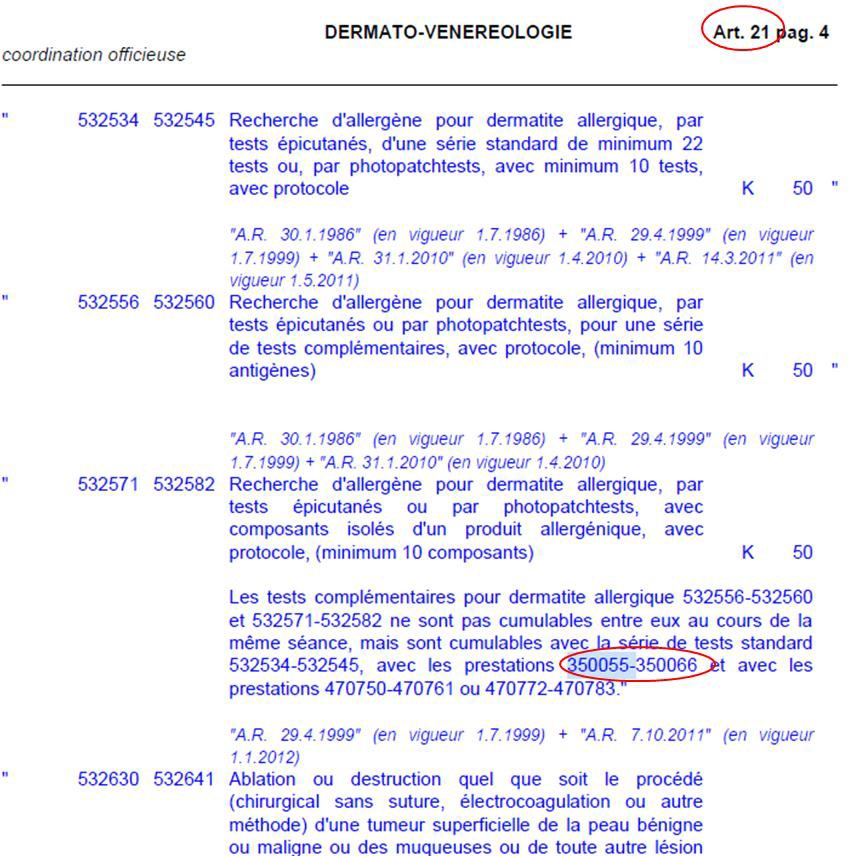 DERMATO-VENEREOLOGIE Art. 21 pag. 4
coordination officieuse
" 532534 532545 Recherche d'allergène pour dermatite allergique, par
tests épicutanés, d'une série standard de minimum 22
tests ou, par photopatchtests, avec minimum 10 tests,
avec protocole K 50 "
"A.R. 30.1.1986" (en vigueur 1.7.1986) + "A.R. 29.4.1999" (en vigueur
1.7.1999) + "A.R. 31.1.2010" (en vigueur 1.4.2010) + "A.R. 14.3.2011" (en
vigueur 1.5.2011)
" 532556 532560 Recherche d'allergène pour dermatite allergique, par
tests épicutanés ou par photopatchtests, pour une série
de tests complémentaires, avec protocole, (minimum 10
antigènes) K 50 "
"A.R. 30.1.1986" (en vigueur 1.7.1986) + "A.R. 29.4.1999" (en vigueur
1.7.1999) + "A.R. 31.1.2010" (en vigueur 1.4.2010)
" 532571 532582 Recherche d'allergène pour dermatite allergique, par
tests épicutanés ou par photopatchtests, avec
composants isolés d'un produit allergénique, avec
protocole, (minimum 10 composants) K 50
Les tests complémentaires pour dermatite allergique 532556-532560
et 532571-532582 ne sont pas cumulables entre eux au cours de la
même séance, mais sont cumulables avec la série de tests standard
532534-532545, avec les prestations 350055-350066 et avec les
prestations 470750-470761 ou 470772-470783."
"A.R. 29.4.1999" (en vigueur 1.7.1999) + "A.R. 7.10.2011" (en vigueur
1.1.2012)
" 532630 532641 Ablation ou destruction quel que soit le procédé
(chirurgical sans suture, électrocoagulation ou autre
méthode) d'une tumeur superficielle de la peau bénigne
ou maligne ou des muqueuses ou de toute autre lésion